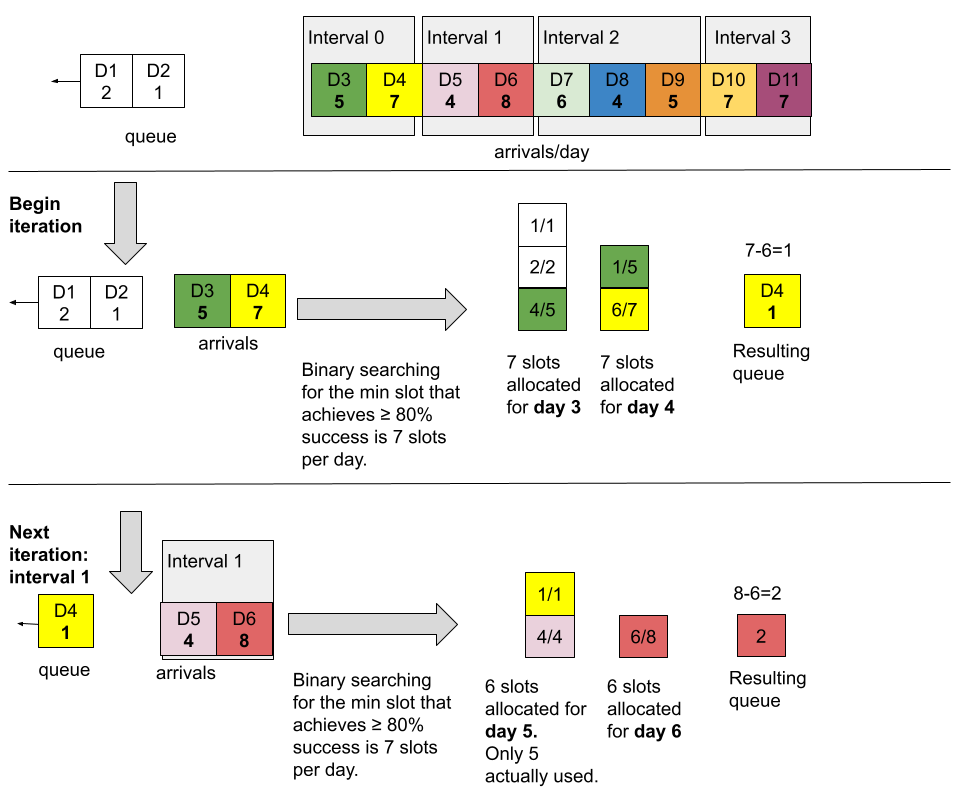 Interval 0
Interval 1
Interval 2
Interval 3
D1
2
D2
1
D3
5
D4
7
D5
4
D6
8
D7
6
D8
4
D9
5
D10
7
D11
7
queue
arrivals/day
Begin
iteration
D1
2
D2
1
queue
D3
5
D4
7
arrivals
Binary searching
for the min slot that
achieves ≥ 80%
success is 7 slots
per day.
1/1
2/2
4/5
7 slots
allocated
for day 3
1/5
6/7
7 slots
allocated
for day 4
7-6=1
D4
1
Resulting
queue
Next
iteration:
interval 1
D4
1
queue
Interval 1
D5
4
D6
8
arrivals
Binary searching
for the min slot that
achieves ≥ 80%
success is 7 slots
per day.
1/1
4/4
6 slots
allocated for
day 5.
Only 5
actually used.
6/8
6 slots
allocated
for day 6
8-6=2
2
Resulting
queue